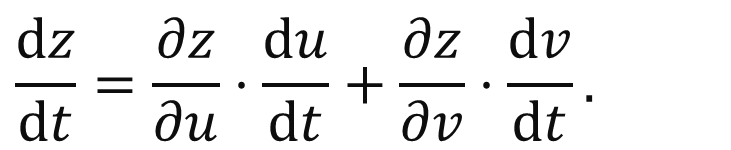 dz/dt = ∂z/∂u · du/dt + ∂z/∂v · dv/dt .